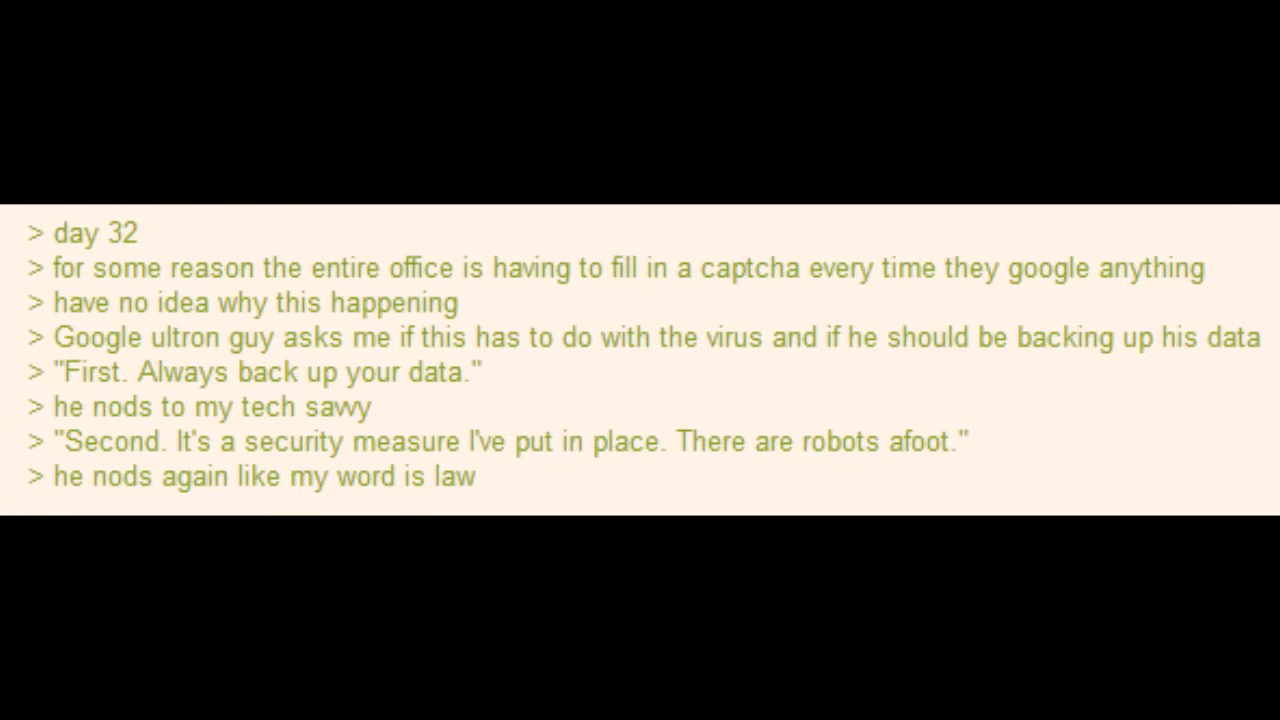 > day 32
> for some reason the entire office is having to fill in a captcha every time they google anything
> have no idea why this happening
> Google ultron guy asks me if this has to do with the virus and if he should be backing up his data
> "First. Always back up your data."
> he nods to my tech savvy
> "Second. It's a security measure I've put in place. There are robots afoot."
> he nods again like my word is law